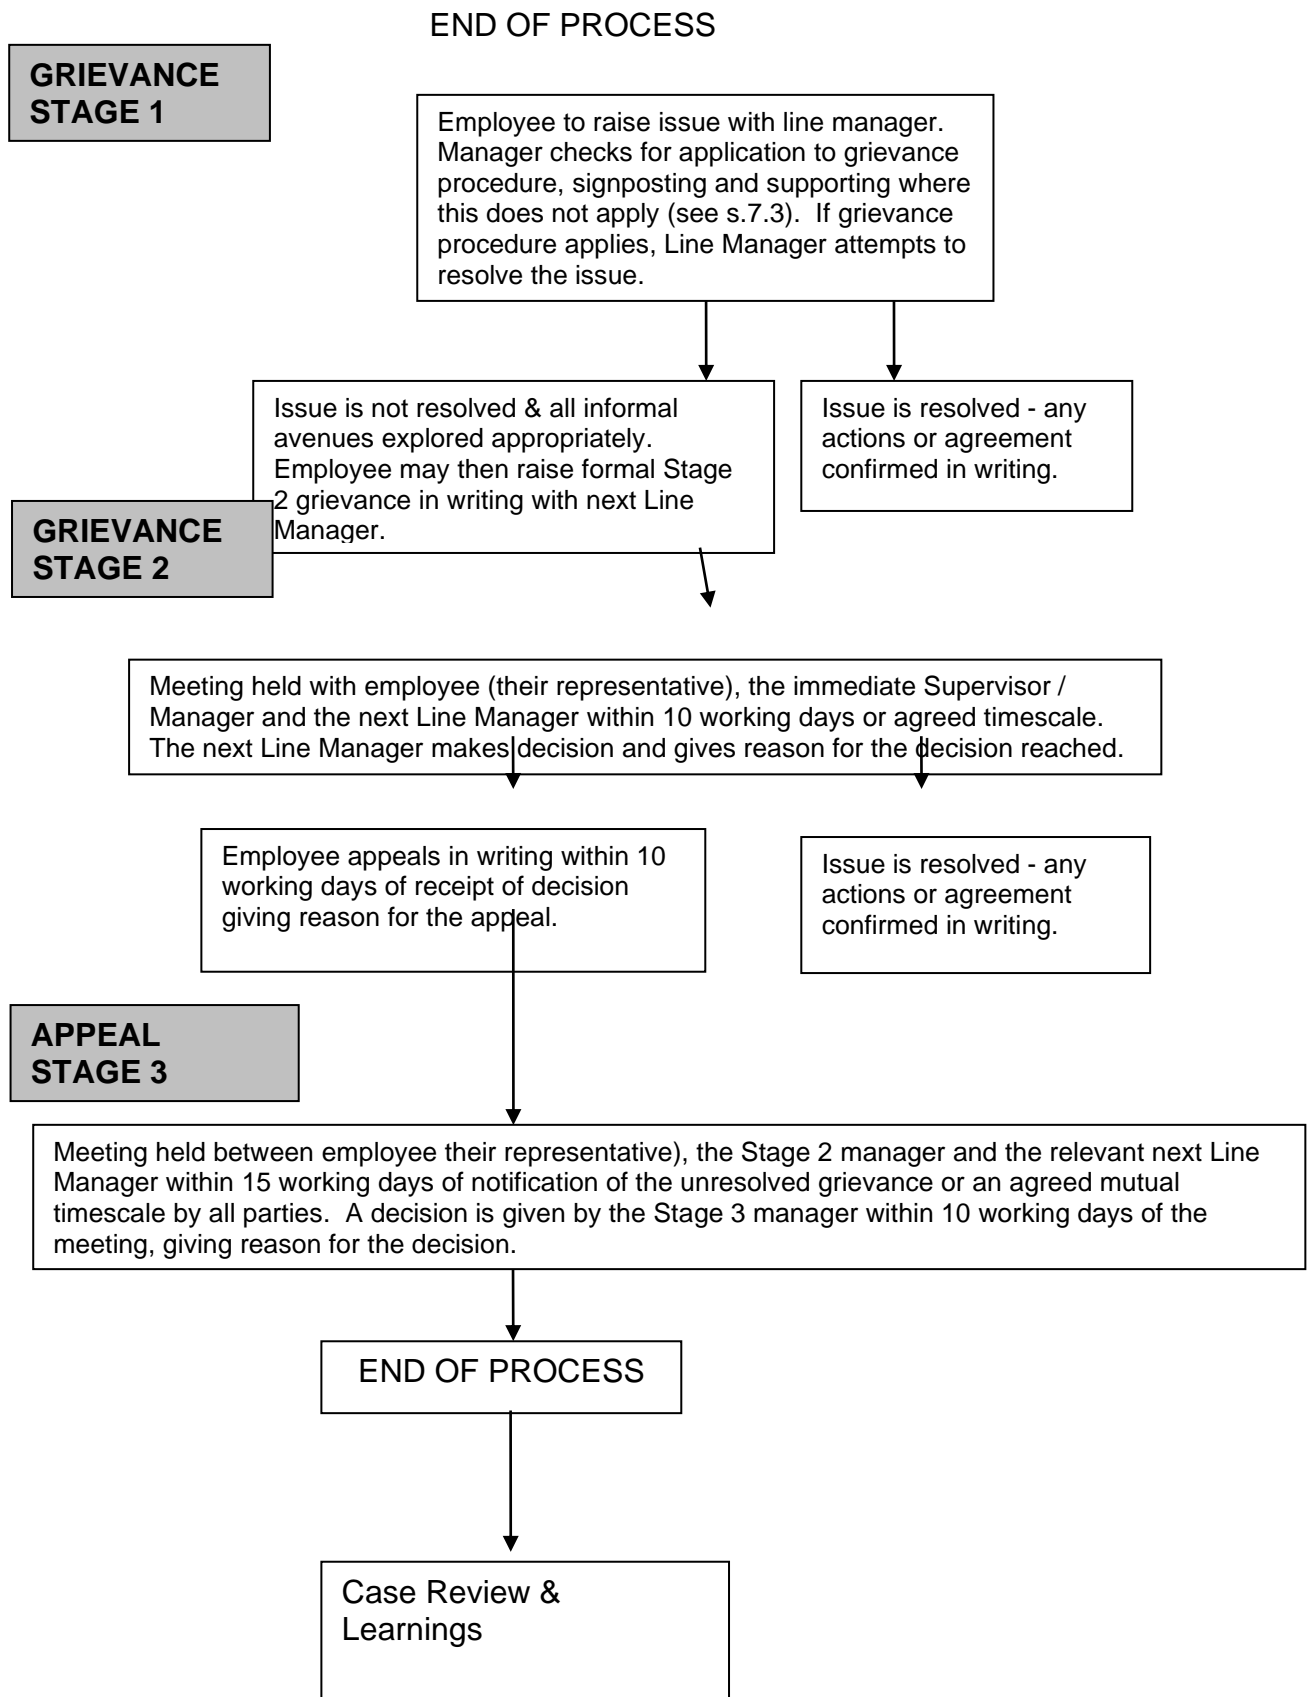 END OF PROCESS
GRIEVANCE
STAGE 1
Employee to raise issue with line manager.
Manager checks for application to grievance
procedure, signposting and supporting where
this does not apply (see s.7.3).  If grievance
procedure applies, Line Manager attempts to
resolve the issue.
Issue is not resolved & all informal
avenues explored appropriately.
Employee may then raise formal Stage
2 grievance in writing with next Line
Manager.
Issue is resolved - any
actions or agreement
confirmed in writing.
GRIEVANCE
STAGE 2
Meeting held with employee (their representative), the immediate Supervisor /
Manager and the next Line Manager within 10 working days or agreed timescale.
The next Line Manager makes decision and gives reason for the decision reached.
Employee appeals in writing within 10
working days of receipt of decision
giving reason for the appeal.
Issue is resolved - any
actions or agreement
confirmed in writing.
APPEAL
STAGE 3
Meeting held between employee their representative), the Stage 2 manager and the relevant next Line
Manager within 15 working days of notification of the unresolved grievance or an agreed mutual
timescale by all parties.  A decision is given by the Stage 3 manager within 10 working days of the
meeting, giving reason for the decision.
END OF PROCESS
Case Review &
Learnings